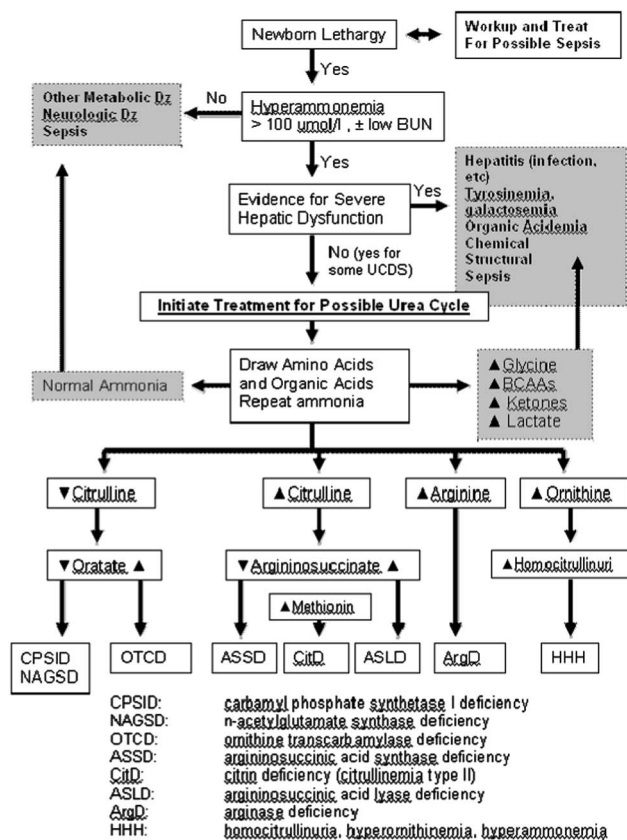 Newborn Lethargy
Workup and Treat
For Possible Sepsis
Yes
No
Other Metabolic Dz
Neurologic Dz
Sepsis
Hyperammonemia
> 100 umol/l , ± low BUN
Yes
Evidence for Severe
Hepatic Dysfunction
Yes
Hepatitis (infection,
etc)
Tyrosinemia,
galactosemia
Organic Acidemia
Chemical
Structural
Sepsis
No (yes for
some UCDS)
Initiate Treatment for Possible Urea Cycle
Normal Ammonia
Draw Amino Acids
and Organic Acids
Repeat ammonia
▲Glycine
▲BCAAs
▲ Ketones
▲ Lactate
▼Citrulline
▲Citrulline
▲Arginine
▲Ornithine
▼Oratate ▲
▼Argininosuccinate ▲
▲Homocitrullinuri
▲Methionin
CPSID
NAGSD
OTCD
ASSD
CitD
ASLD
ArgD
HHH
CPSID: carbamyl phosphate synthetase I deficiency
NAGSD: n-acetylglutamate synthase deficiency
OTCD: ornithine transcarbamylase deficiency
ASSD: argininosuccinic acid synthase deficiency
CitD: citrin deficiency (citrullinemia type II)
ASLD: argininosuccinic acid lyase deficiency
ArgD: arginase deficiency
HHH: homocitrullinuria, hyperornithinemia, hyperammonemia